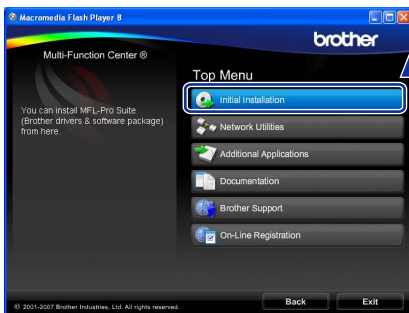 Macromedia Flash Player 8
brother
Multi-Function Center ®
Top Menu
You can install MFL-Pro Suite
(Brother drivers & software package)
from here.
Initial Installation
Network Utilities
Additional Applications
Documentation
Brother Support
On-Line Registration
© 2001-2007 Brother Industries, Ltd. All rights reserved.
Back
Exit